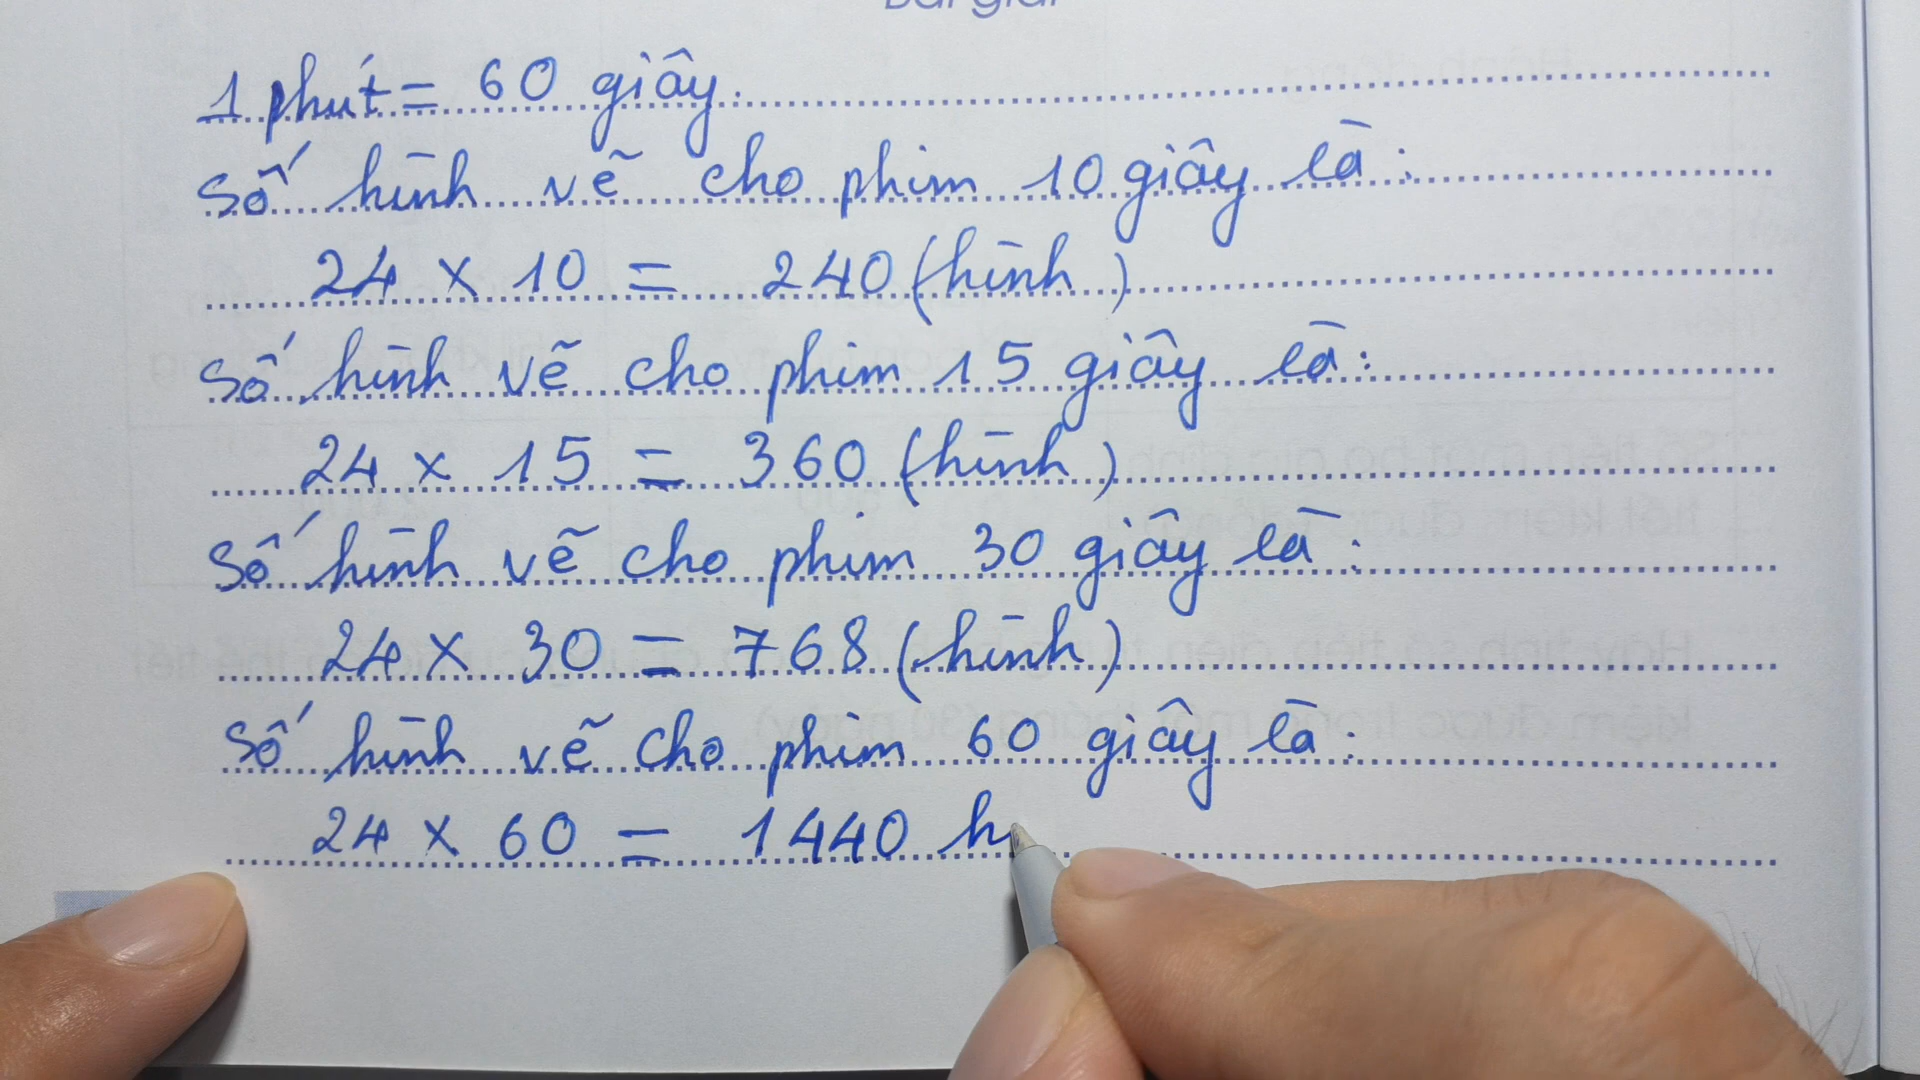 Bài giải
1 phút = 60 giây.
Số hình vẽ cho phim 10 giây là:
24 x 10 = 240 (hình)
Số hình vẽ cho phim 15 giây là:
24 x 15 = 360 (hình)
Số hình vẽ cho phim 30 giây là:
24 x 30 = 768 (hình)
Số hình vẽ cho phim 60 giây là:
24 x 60 = 1440 h